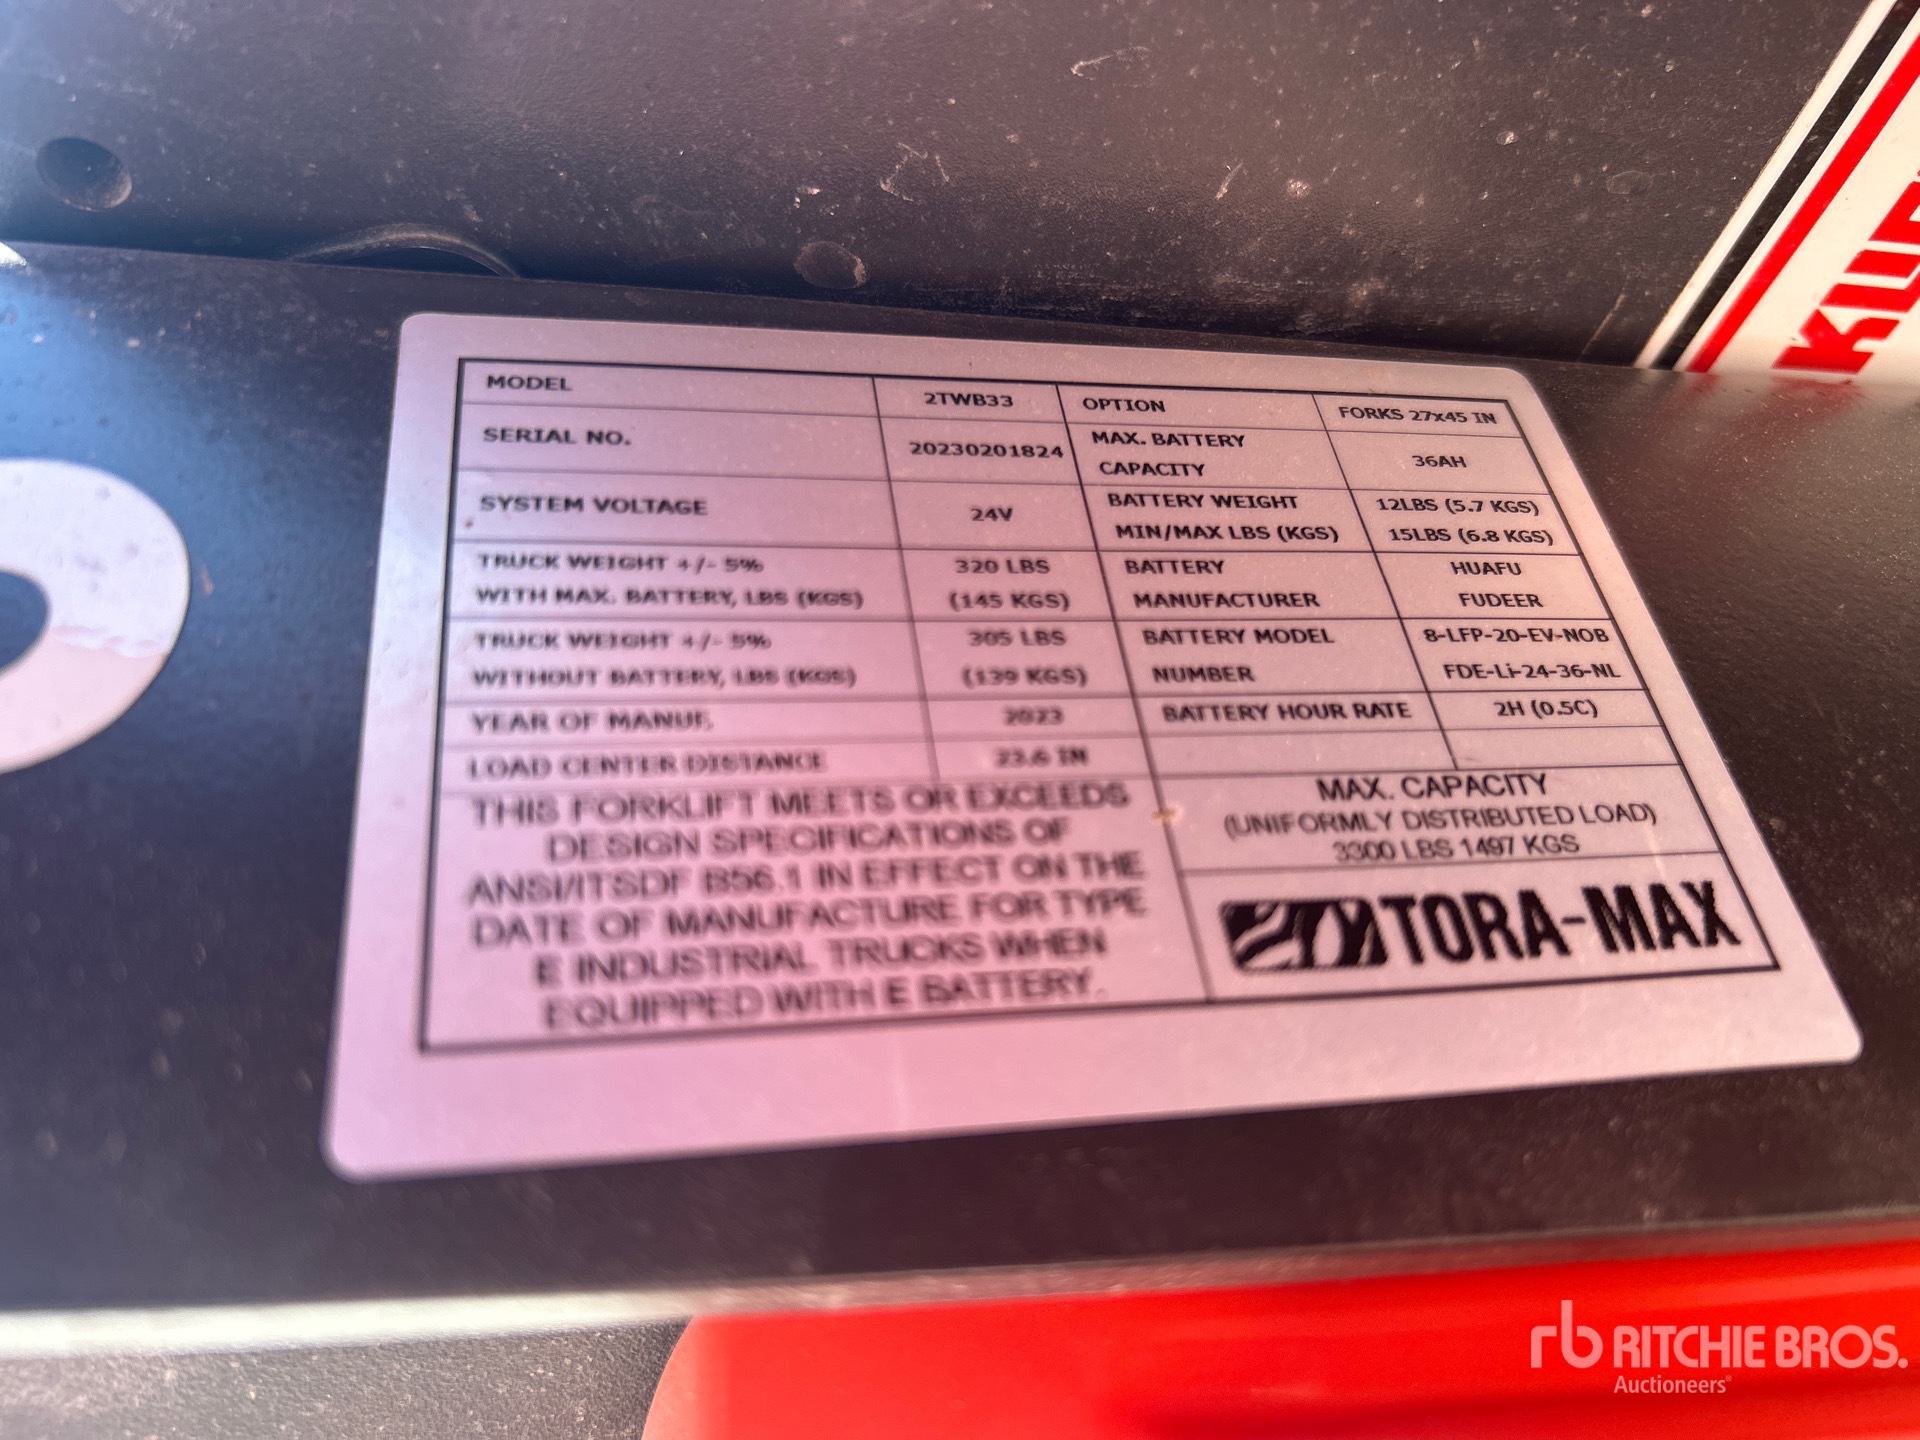 MODEL 2TWB33 OPTION FORKS 27x45 IN
SERIAL NO. 20230201824 MAX. BATTERY CAPACITY 36AH
SYSTEM VOLTAGE 24V BATTERY WEIGHT MIN/MAX LBS (KGS) 12LBS (5.7 KGS) 15LBS (6.8 KGS)
TRUCK WEIGHT +/- 5% WITH MAX. BATTERY, LBS (KGS) 320 LBS (145 KGS) BATTERY MANUFACTURER HUAFU FUDEER
TRUCK WEIGHT +/- 5% WITHOUT BATTERY, LBS (KGS) 305 LBS (139 KGS) BATTERY MODEL NUMBER 8-LFP-20-EV-NOB FDE-Li-24-36-NL
YEAR OF MANUF. 2023 BATTERY HOUR RATE 2H (0.5C)
LOAD CENTER DISTANCE 23.6 IN
THIS FORKLIFT MEETS OR EXCEEDS
DESIGN SPECIFICATIONS OF
ANSI/ITSDF B56.1 IN EFFECT ON THE
DATE OF MANUFACTURE FOR TYPE
E INDUSTRIAL TRUCKS WHEN
EQUIPPED WITH E BATTERY.
MAX. CAPACITY
(UNIFORMLY DISTRIBUTED LOAD)
3300 LBS 1497 KGS
TORA-MAX
rb RITCHIE BROS.
Auctioneers